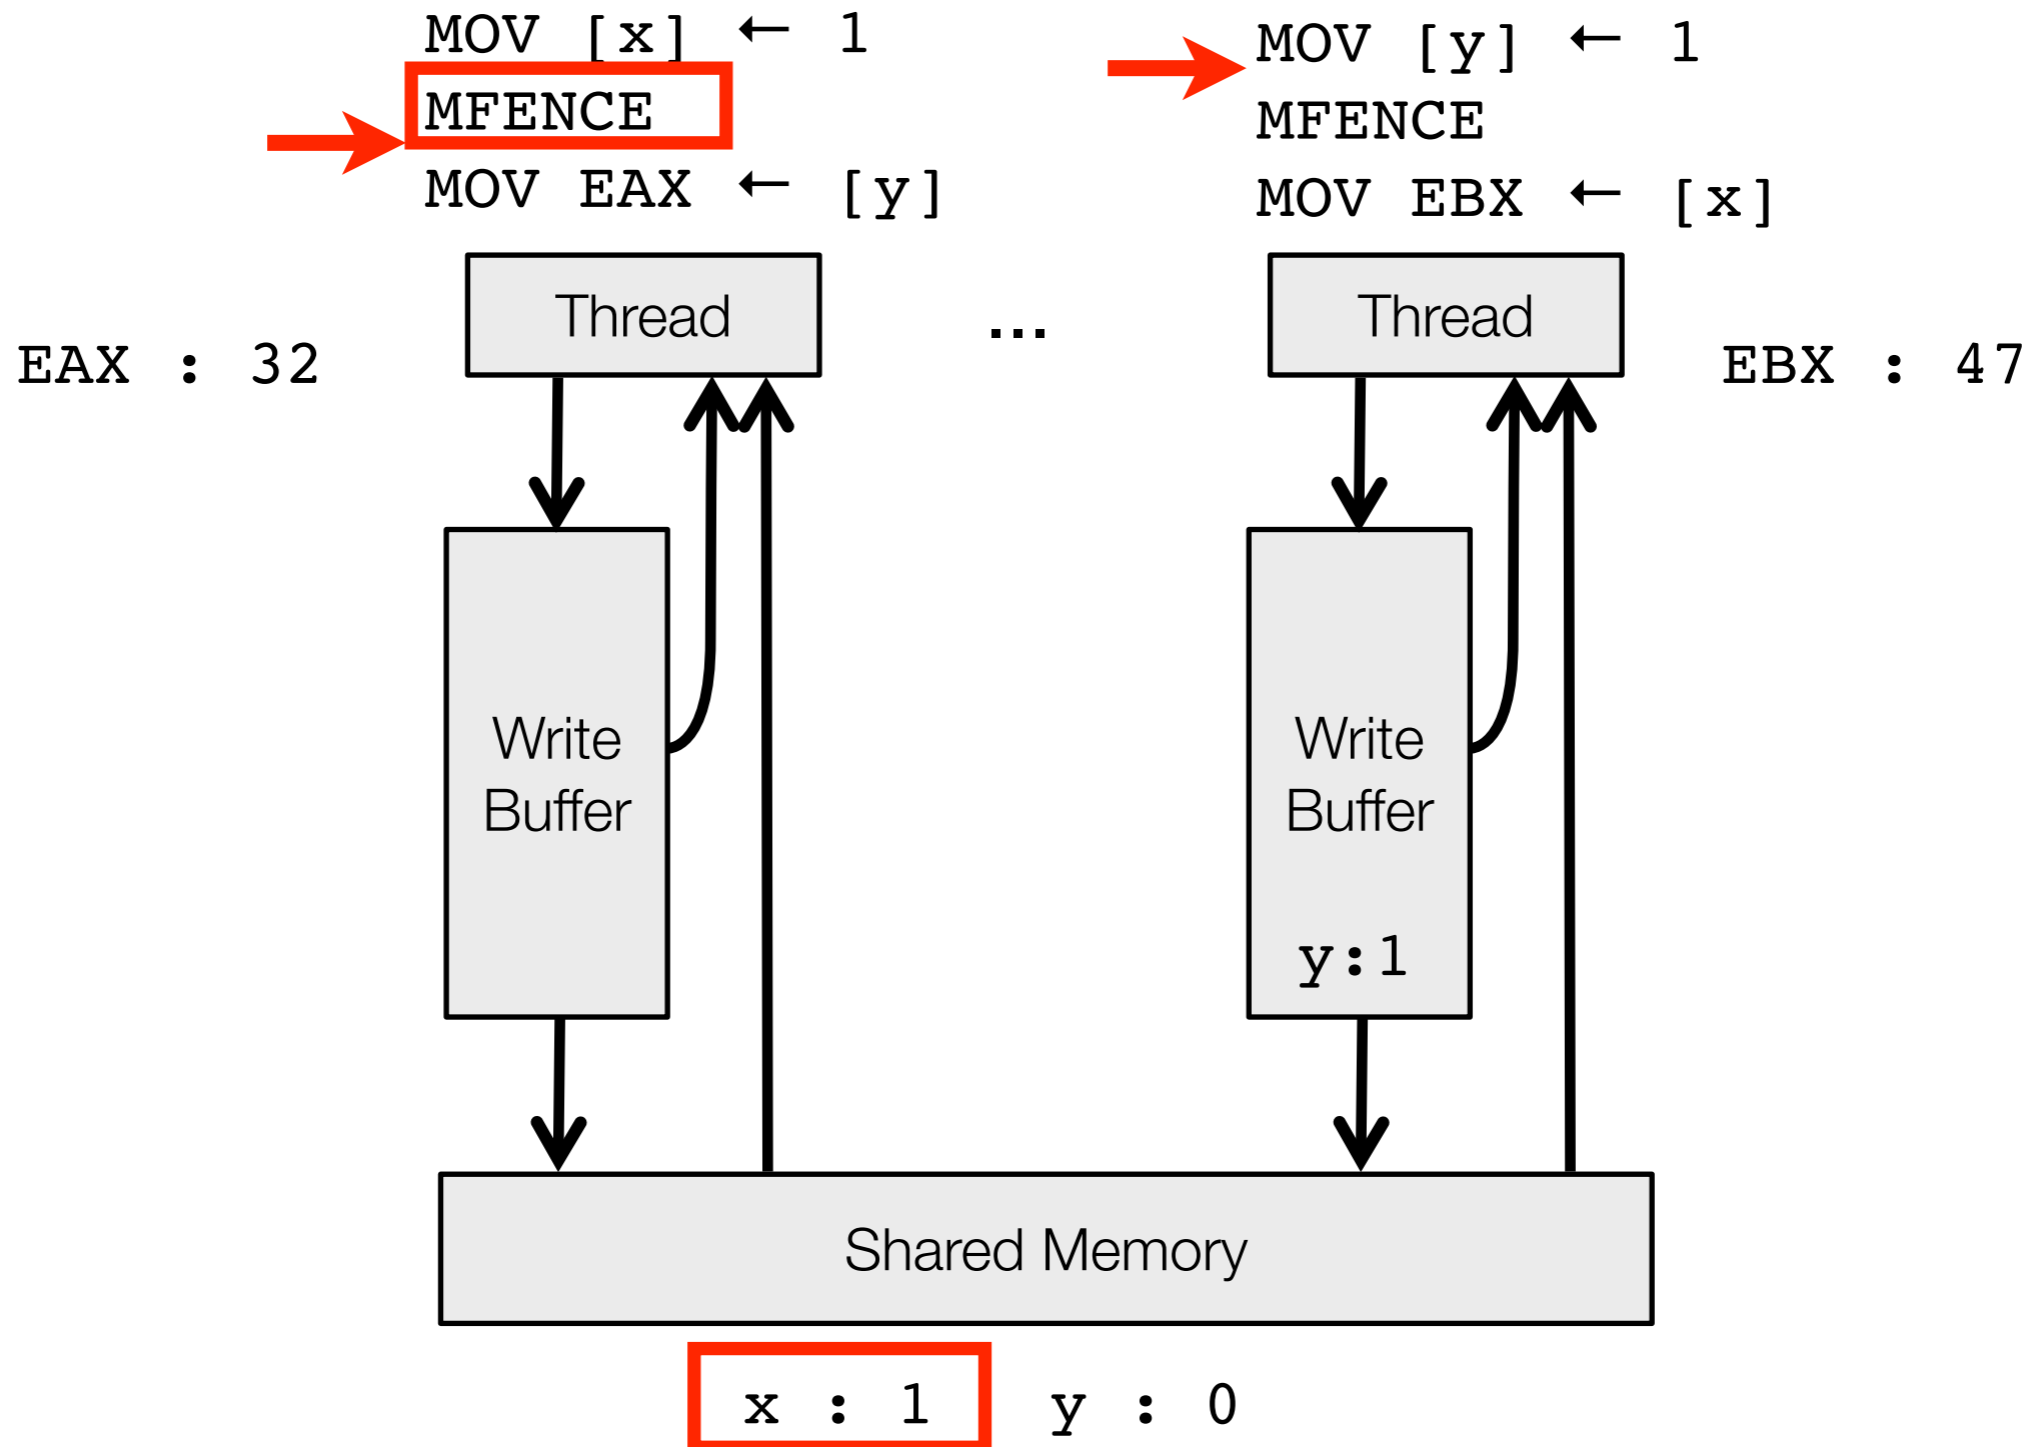 MOV [x] ← 1
MFENCE
MOV EAX ← [y]
MOV [y] ← 1
MFENCE
MOV EBX ← [x]
Thread
...
Thread
EAX : 32
EBX : 47
Write
Buffer
Write
Buffer
y:1
Shared Memory
x : 1
y : 0